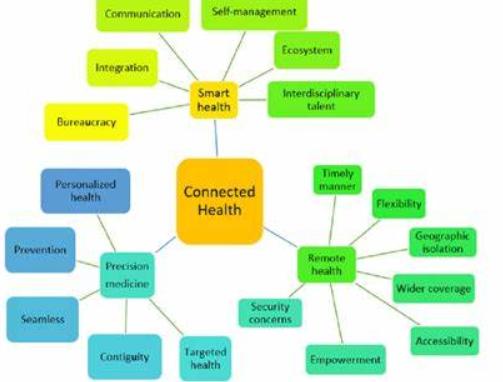 Communication
Self-management
Ecosystem
Integration
Smart
health
Interdisciplinary
talent
Bureaucracy
Connected
Health
Personalized
health
Prevention
Precision
medicine
Seamless
Contiguity
Targeted
health
Timely
manner
Flexibility
Geographic
isolation
Remote
health
Wider coverage
Security
concerns
Accessibility
Empowerment